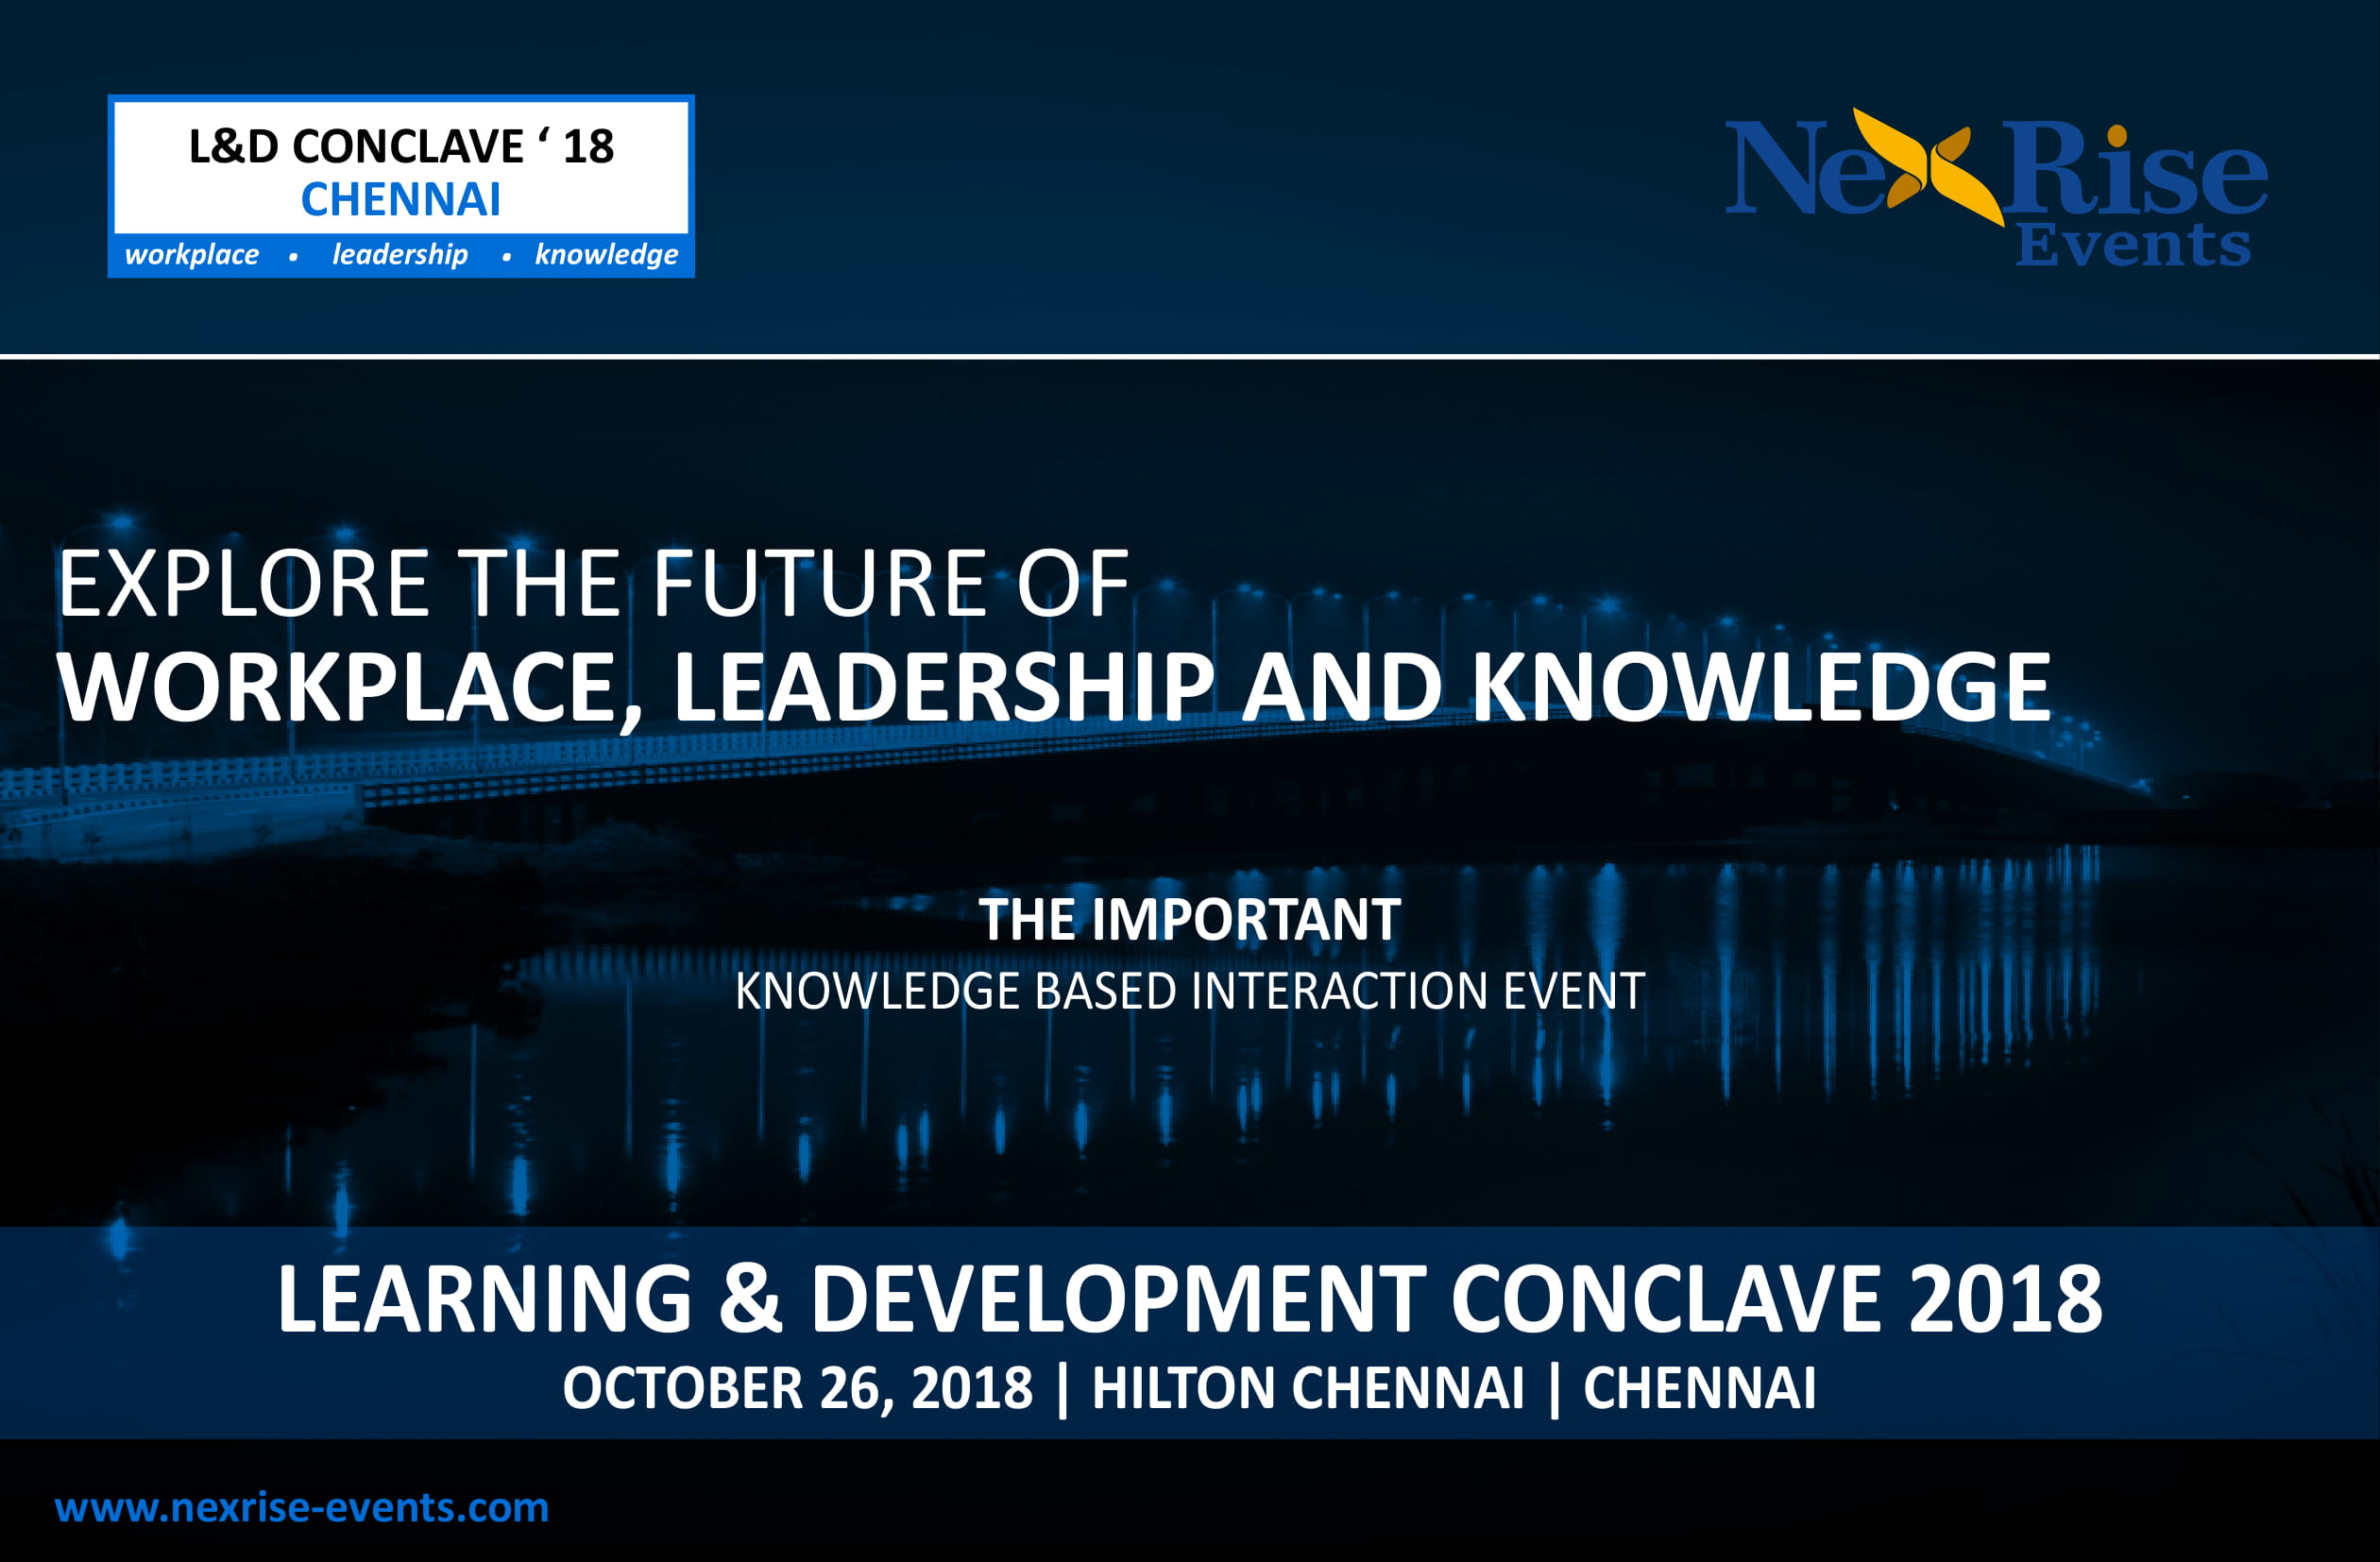 L&D CONCLAVE ‘ 18
CHENNAI
workplace • leadership • knowledge
NexRise
Events
EXPLORE THE FUTURE OF
WORKPLACE, LEADERSHIP AND KNOWLEDGE
THE IMPORTANT
KNOWLEDGE BASED INTERACTION EVENT
LEARNING & DEVELOPMENT CONCLAVE 2018
OCTOBER 26, 2018 | HILTON CHENNAI | CHENNAI
www.nexrise-events.com